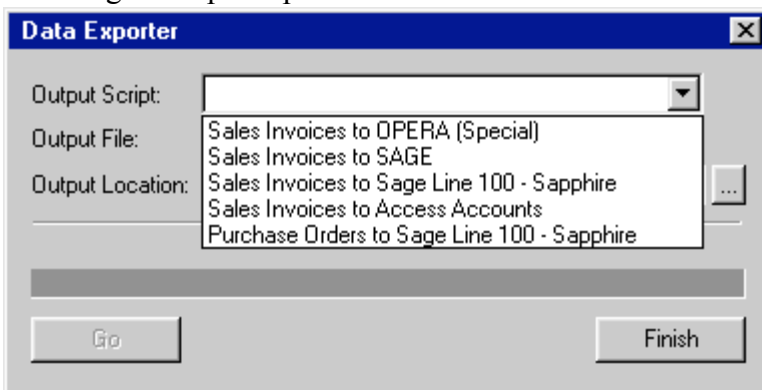 Data Exporter
Output Script:
Sales Invoices to OPERA (Special)
Output File:
Sales Invoices to SAGE
Output Location:
Sales Invoices to Sage Line 100 - Sapphire
...
Sales Invoices to Access Accounts
Purchase Orders to Sage Line 100 - Sapphire
Go
Finish